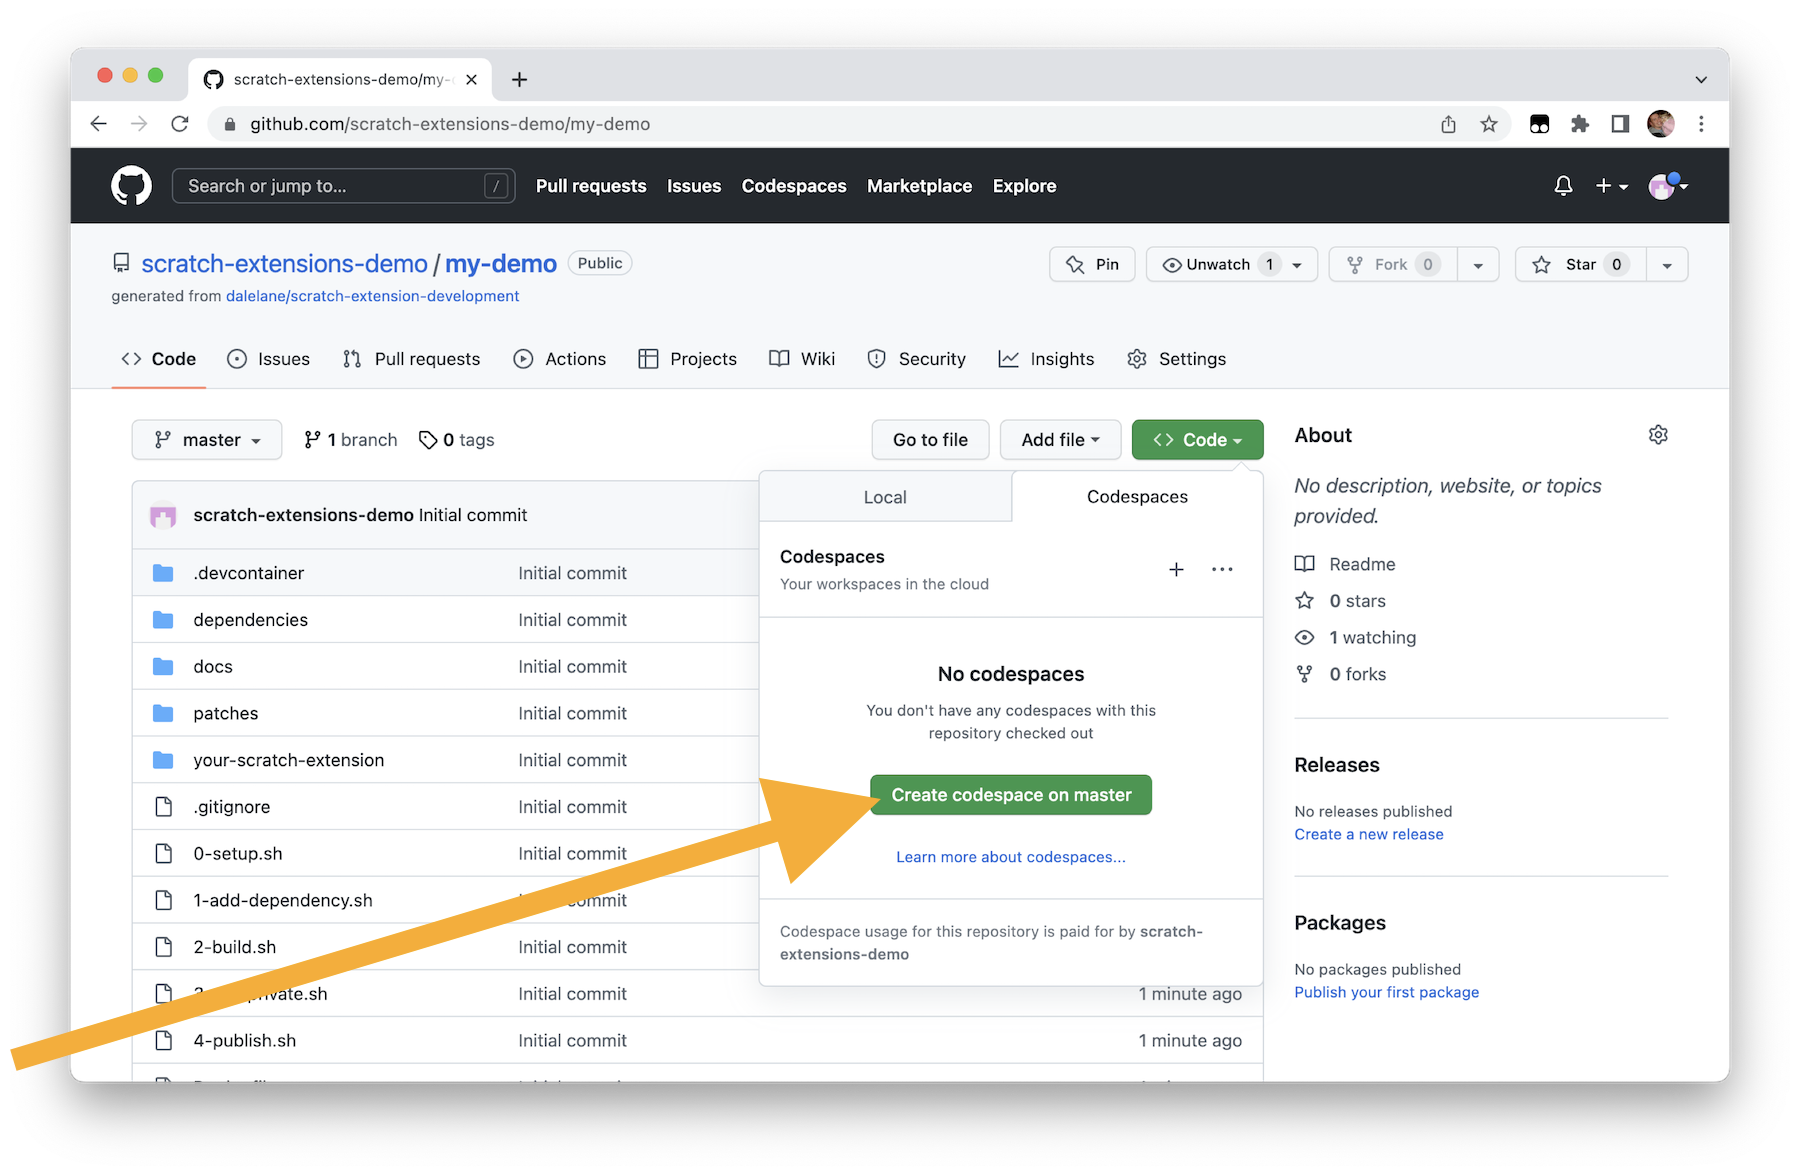 scratch-extensions-demo/my-
github.com/scratch-extensions-demo/my-demo
Search or jump to... /
Pull requests Issues Codespaces Marketplace Explore
scratch-extensions-demo / my-demo Public
Pin Unwatch 1 Fork 0 Star 0
generated from dalelane/scratch-extension-development
Code Issues Pull requests Actions Projects Wiki Security Insights Settings
master 1 branch 0 tags Go to file Add file Code
Local Codespaces
Codespaces
Your workspaces in the cloud
No codespaces
You don't have any codespaces with this
repository checked out
Create codespace on master
Learn more about codespaces...
Codespace usage for this repository is paid for by scratch-
extensions-demo
scratch-extensions-demo Initial commit
.devcontainer Initial commit
dependencies Initial commit
docs Initial commit
patches Initial commit
your-scratch-extension Initial commit
.gitignore Initial commit
0-setup.sh Initial commit
1-add-dependency.sh commit
2-build.sh Initial commit
Initial commit 1 minute ago
4-publish.sh Initial commit 1 minute ago
About
No description, website, or topics
provided.
Readme
0 stars
1 watching
0 forks
Releases
No releases published
Create a new release
Packages
No packages published
Publish your first package